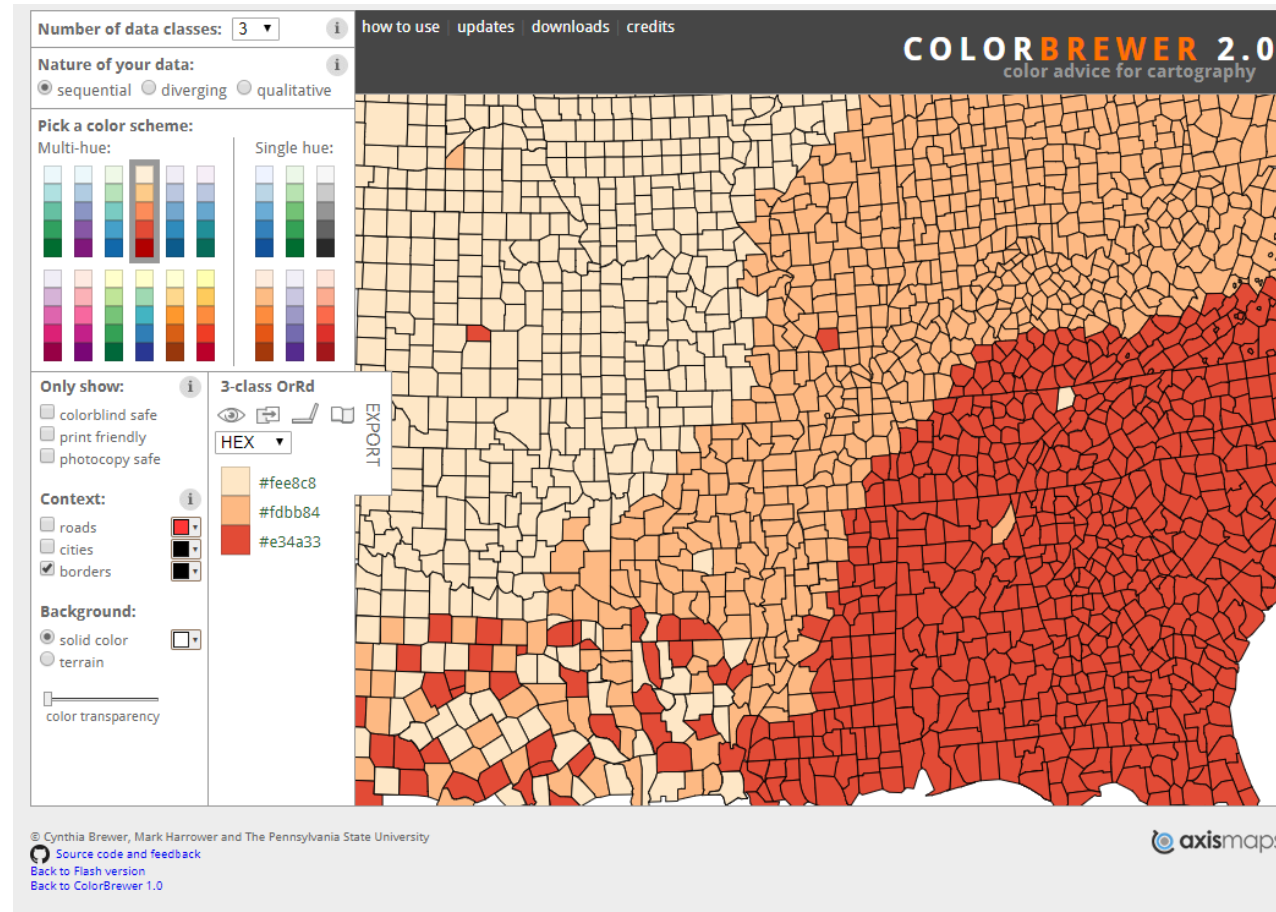 Number of data classes: 3 i
how to use updates downloads credits
COLORBREWER 2.0
color advice for cartography
Nature of your data: i
sequential diverging qualitative
Pick a color scheme:
Multi-hue: Single hue:
Only show: i
colorblind safe
print friendly
photocopy safe
Context: i
roads
cities
borders
Background:
solid color
terrain
color transparency
3-class OrRd
EXPORT
HEX
#fee8c8
#fdbb84
#e34a33
© Cynthia Brewer, Mark Harrower and The Pennsylvania State University
Source code and feedback
Back to Flash version
Back to ColorBrewer 1.0
axismaps